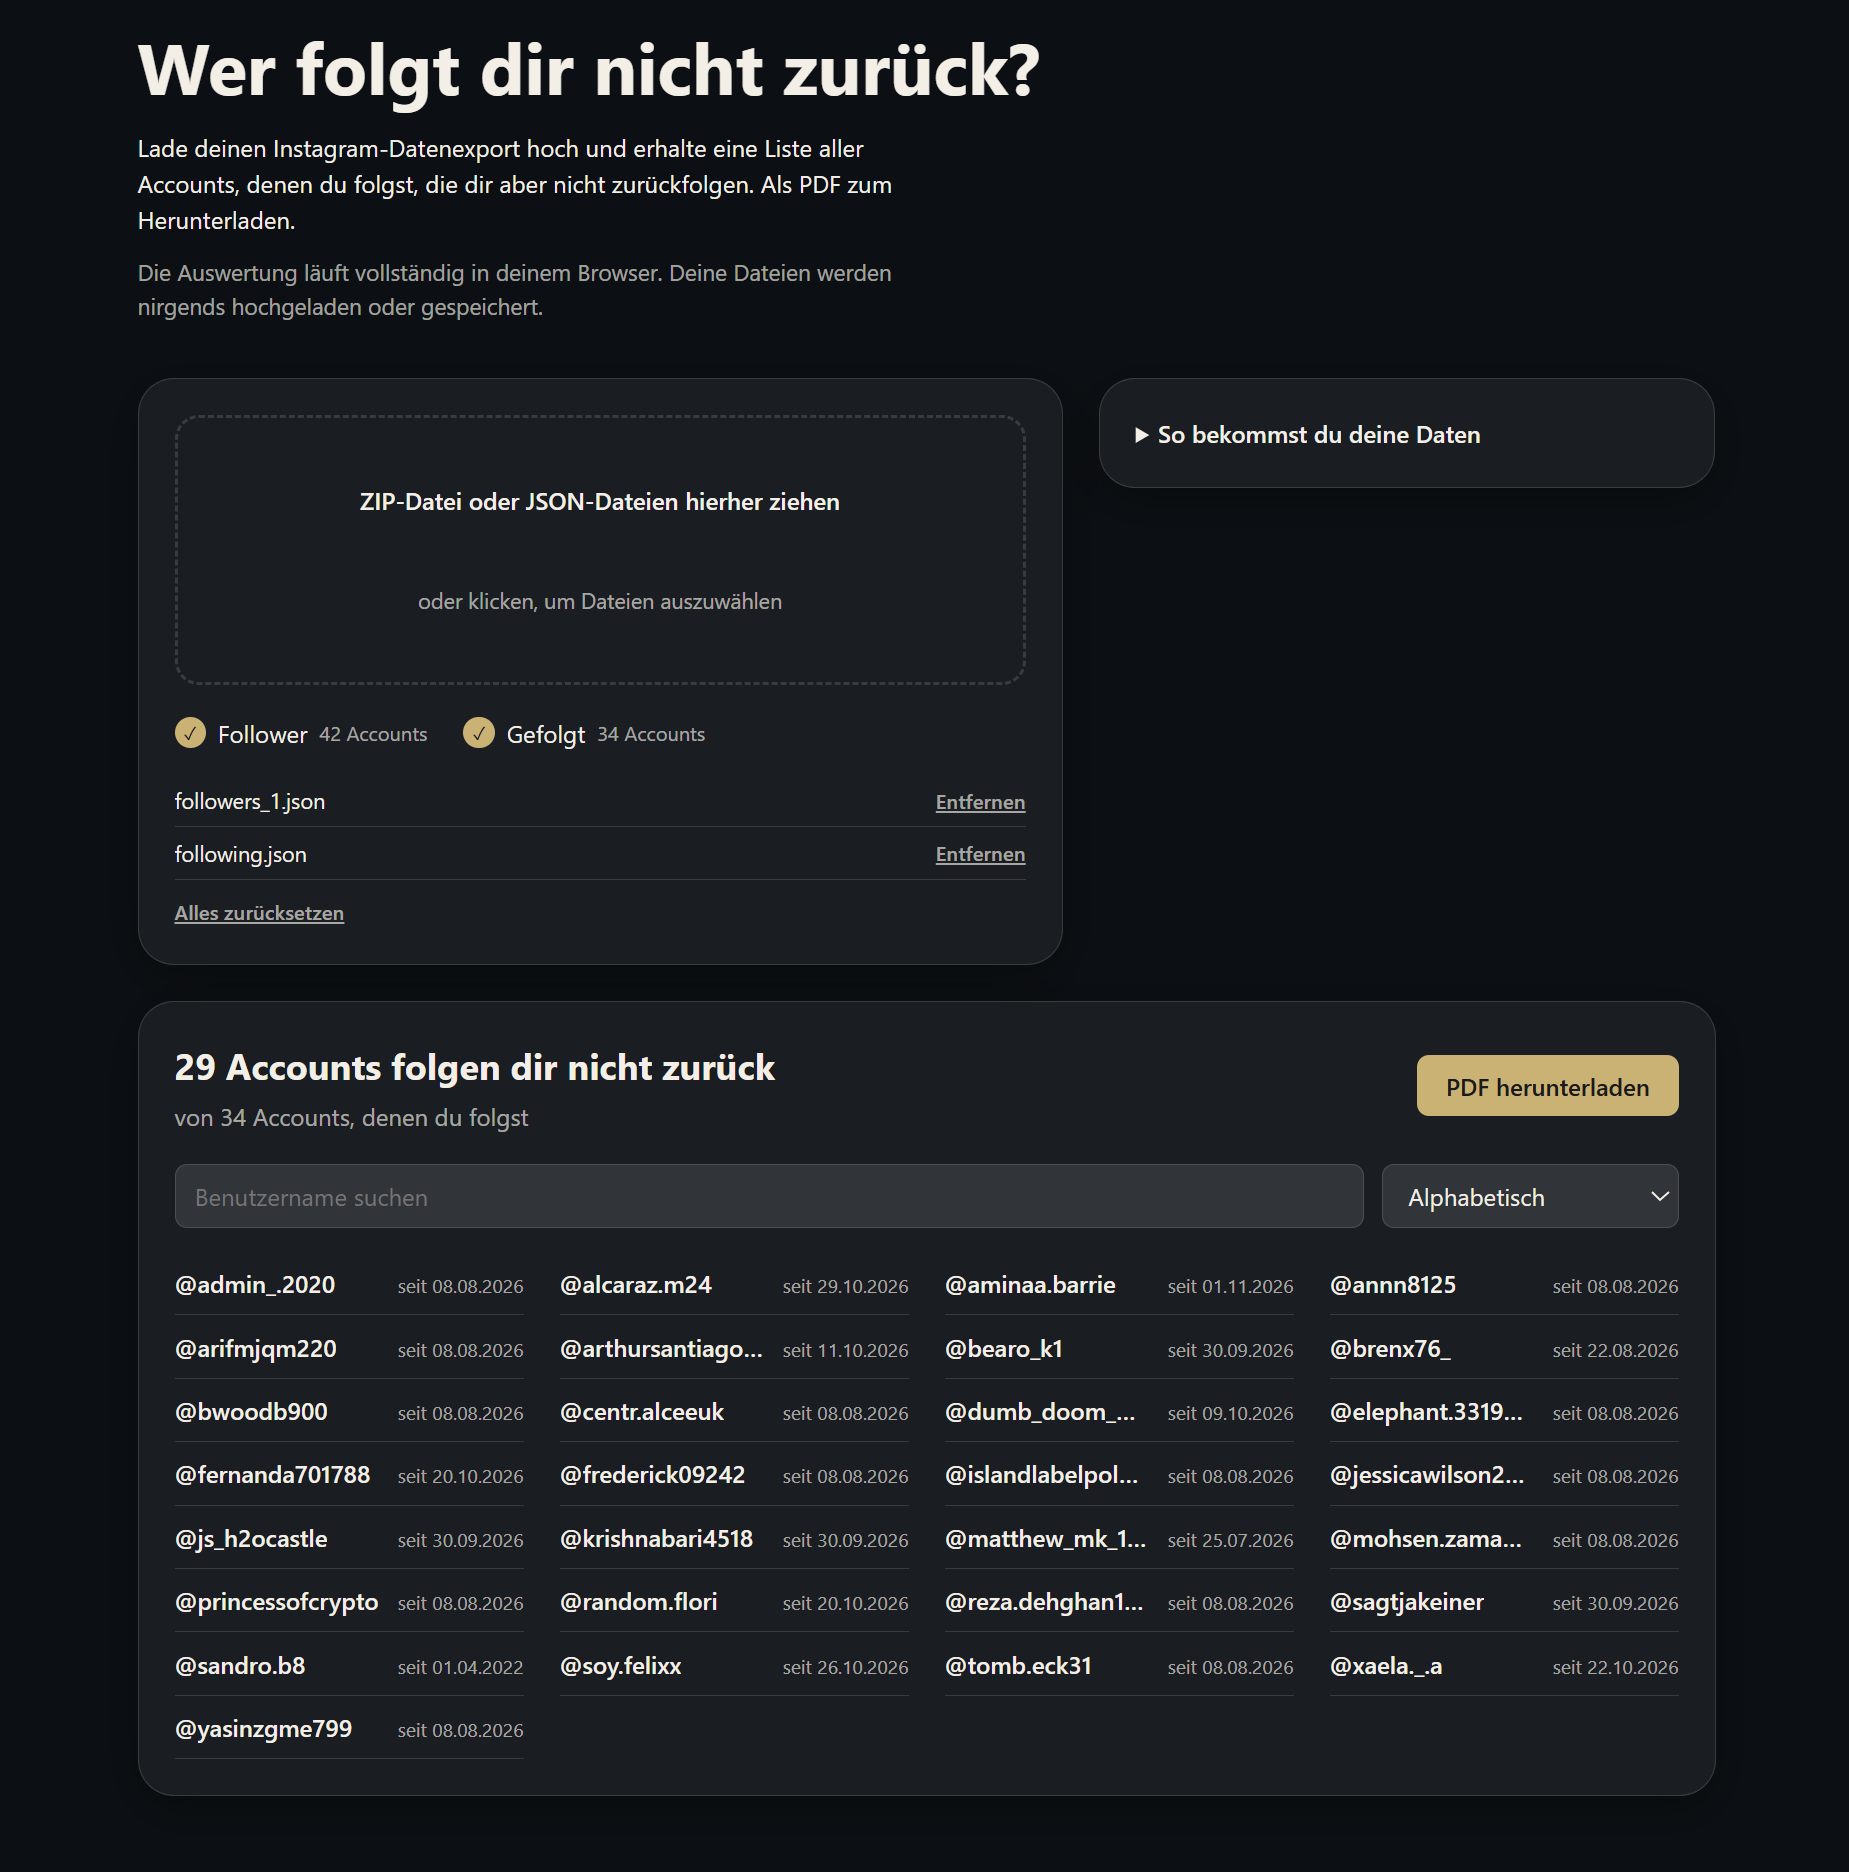 Wer folgt dir nicht zurück?
Lade deinen Instagram-Datenexport hoch und erhalte eine Liste aller
Accounts, denen du folgst, die dir aber nicht zurückfolgen. Als PDF zum
Herunterladen.
Die Auswertung läuft vollständig in deinem Browser. Deine Dateien werden
nirgends hochgeladen oder gespeichert.
ZIP-Datei oder JSON-Dateien hierher ziehen
oder klicken, um Dateien auszuwählen
▶ So bekommst du deine Daten
✓ Follower 42 Accounts ✓ Gefolgt 34 Accounts
followers_1.json Entfernen
following.json Entfernen
Alles zurücksetzen
29 Accounts folgen dir nicht zurück
von 34 Accounts, denen du folgst
PDF herunterladen
Benutzername suchen Alphabetisch
@admin_.2020 seit 08.08.2026 @alcaraz.m24 seit 29.10.2026 @aminaa.barrie seit 01.11.2026 @annn8125 seit 08.08.2026
@arifmjqm220 seit 08.08.2026 @arthursantiago... seit 11.10.2026 @bearo_k1 seit 30.09.2026 @brenx76_ seit 22.08.2026
@bwoodb900 seit 08.08.2026 @centr.alceeuk seit 08.08.2026 @dumb_doom_... seit 09.10.2026 @elephant.3319... seit 08.08.2026
@fernanda701788 seit 20.10.2026 @frederick09242 seit 08.08.2026 @islandlabelpol... seit 08.08.2026 @jessicawilson2... seit 08.08.2026
@js_h2ocastle seit 30.09.2026 @krishnabari4518 seit 30.09.2026 @matthew_mk_1... seit 25.07.2026 @mohsen.zama... seit 08.08.2026
@princessofcrypto seit 08.08.2026 @random.flori seit 20.10.2026 @reza.dehghan1... seit 08.08.2026 @sagtjakeiner seit 30.09.2026
@sandro.b8 seit 01.04.2022 @soy.felixx seit 26.10.2026 @tomb.eck31 seit 08.08.2026 @xaela._.a seit 22.10.2026
@yasinzgme799 seit 08.08.2026